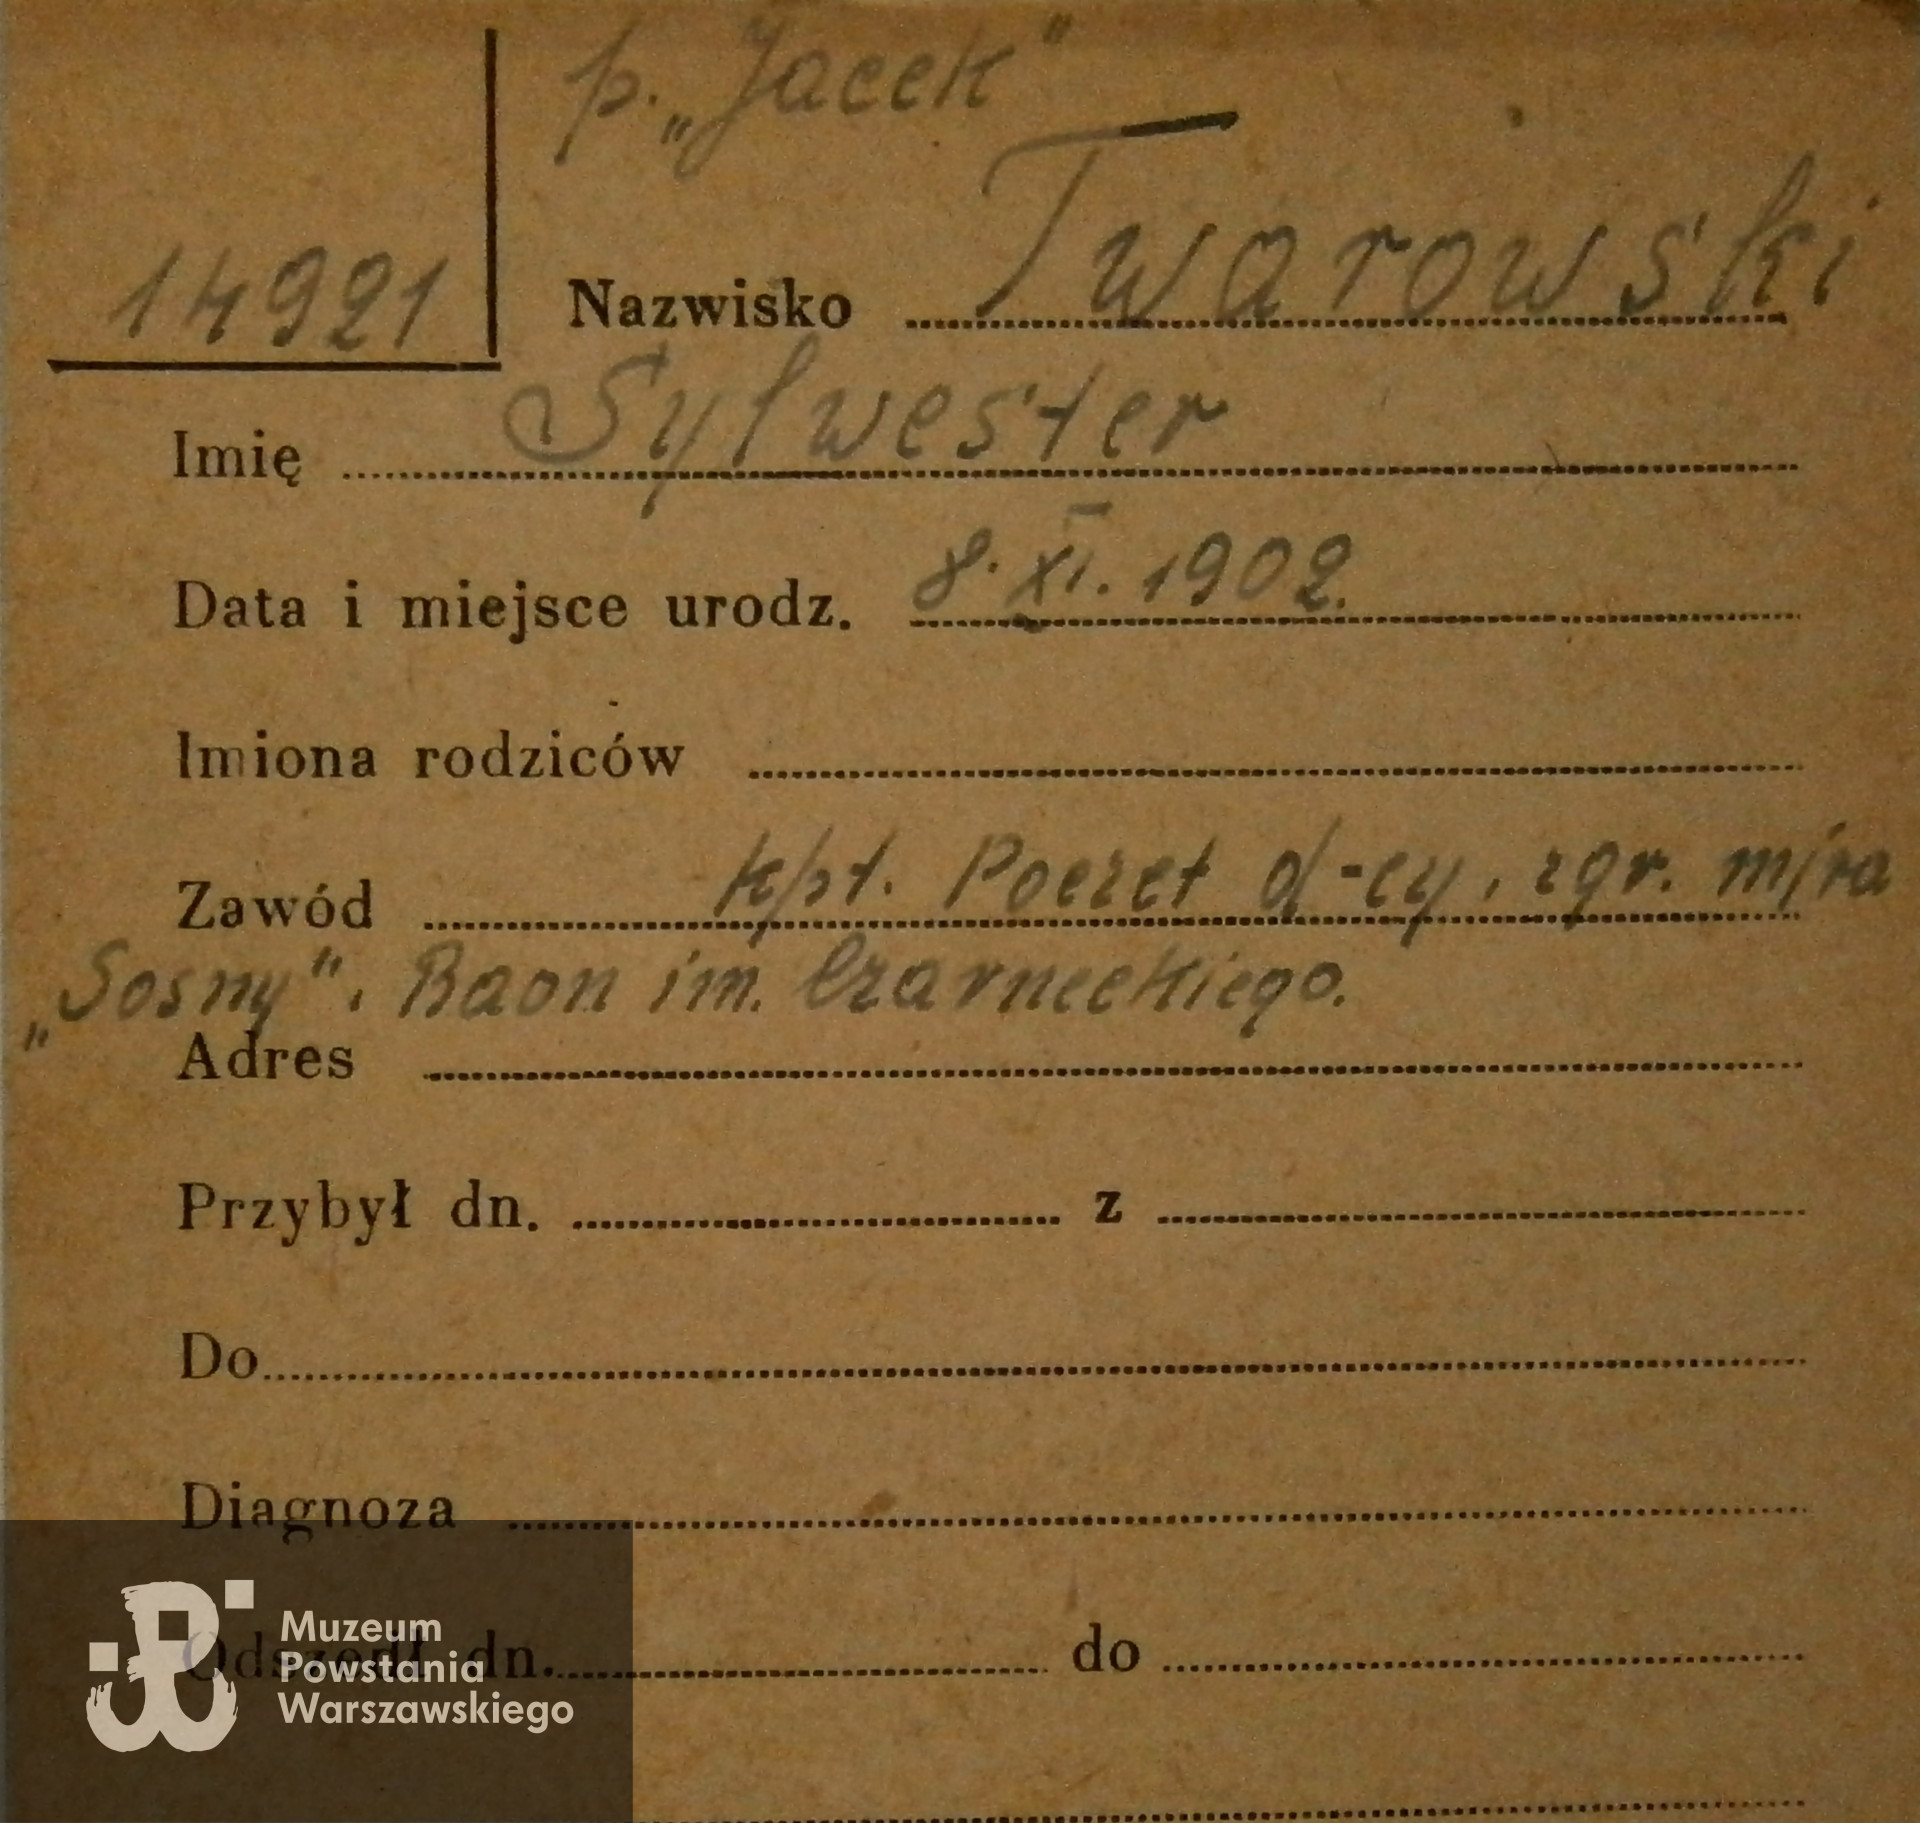 p. „Jacek"
14921
Nazwisko Twarowski
Imię Sylwester
Data i miejsce urodz. 8. XI. 1902.
Imiona rodziców
Zawód kpt. Poczet d-cy, zgr. mjra
„Sosny". Baon im. Czarneckiego.
Adres
Przybył dn. z
Do
Diagnoza
Odszedł dn. do
Muzeum
Powstania
Warszawskiego